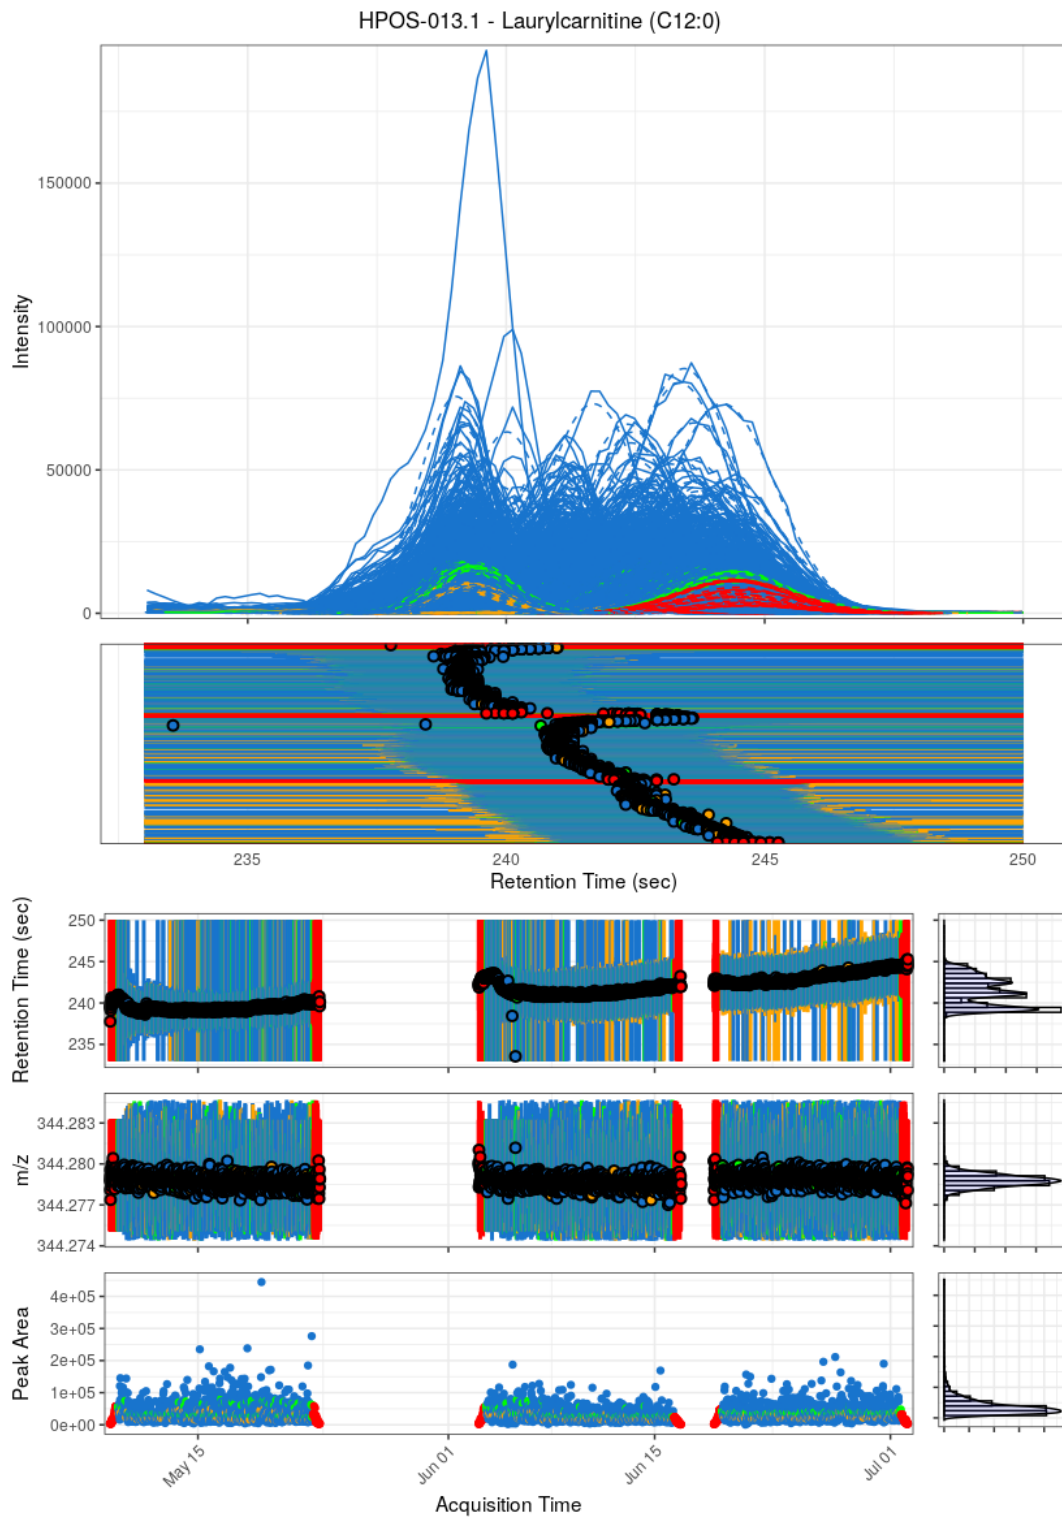 HPOS-013.1 - Laurylcarnitine (C12:0)
Intensity
150000
100000
50000
0
235
240
245
250
Retention Time (sec)
Retention Time (sec)
250
245
240
235
m/z
344.283
344.280
344.277
344.274
Peak Area
4e+05
3e+05
2e+05
1e+05
0e+00
May 15
Jun 01
Jun 15
Jul 01
Acquisition Time